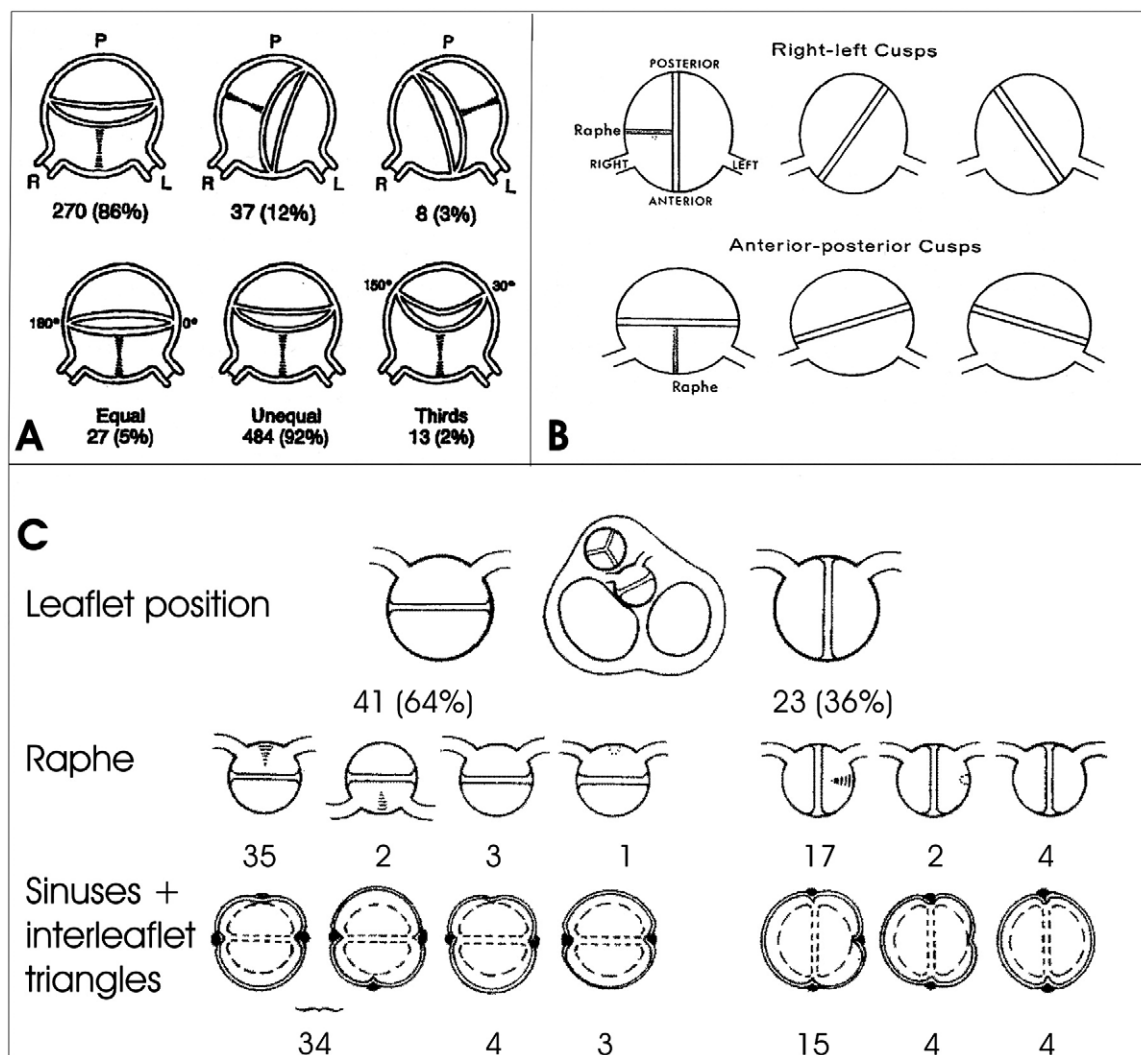 P P P
R L R L R L
270 (86%) 37 (12%) 8 (3%)
180° 0° 150° 30°
Equal Unequal Thirds
27 (5%) 484 (92%) 13 (2%)
A
Right-left Cusps
POSTERIOR
Raphe
RIGHT LEFT
ANTERIOR
Anterior-posterior Cusps
Raphe
B
C
Leaflet position
41 (64%) 23 (36%)
Raphe
35 2 3 1 17 2 4
Sinuses +
interleaflet
triangles
34 4 3 15 4 4